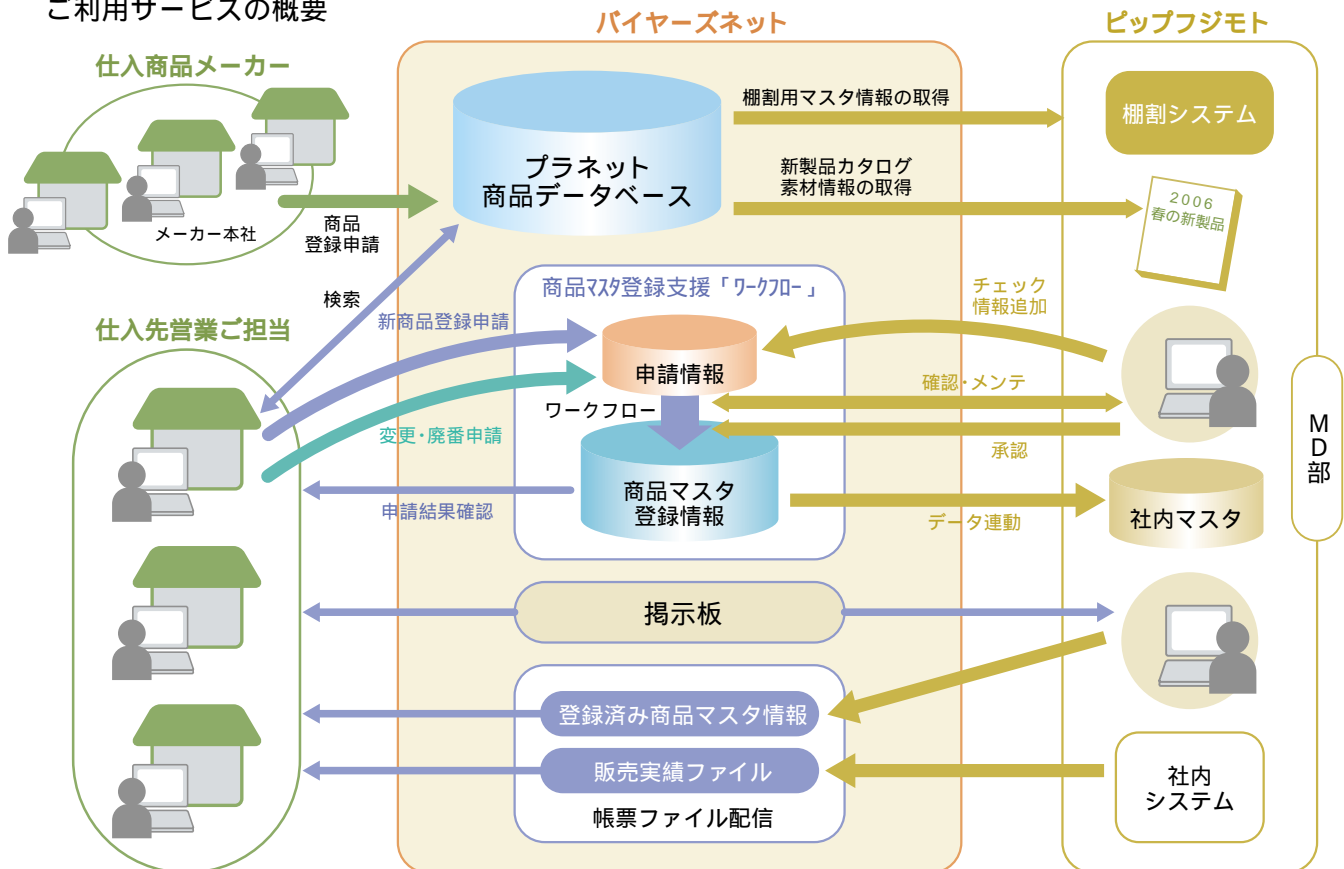 ご利用サービスの概要
バイヤーズネット
ピップフジモト
仕入商品メーカー
メーカー本社
商品
登録申請
プラネット
商品データベース
棚割用マスタ情報の取得
棚割システム
新製品カタログ
素材情報の取得
2006
春の新製品
検索
仕入先営業ご担当
新商品登録申請
変更・廃番申請
申請結果確認
商品マスタ登録支援「ワークフロー」
申請情報
ワークフロー
商品マスタ
登録情報
チェック
情報追加
確認・メンテ
承認
データ連動
社内マスタ
MD部
掲示板
登録済み商品マスタ情報
販売実績ファイル
帳票ファイル配信
社内
システム